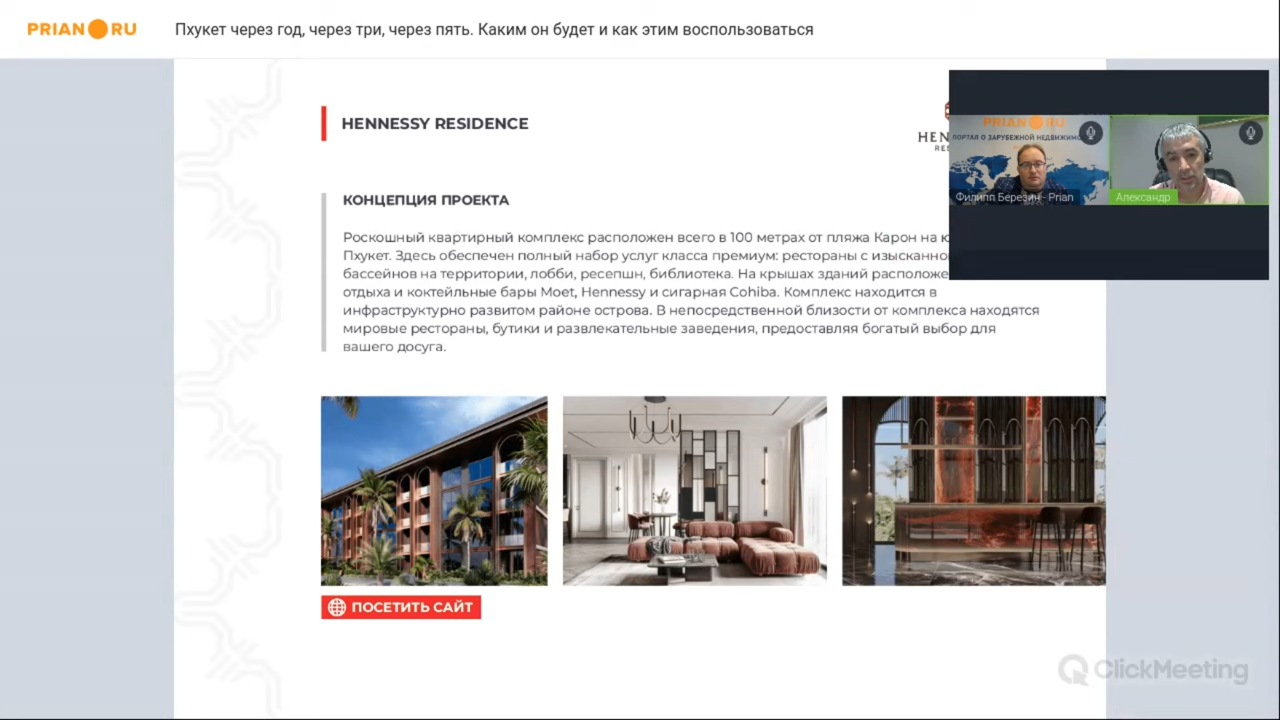 PRIAN RU
Пхукет через год, через три, через пять. Каким он будет и как этим воспользоваться
HENNESSY RESIDENCE
PRIAN RU
ПОРТАЛ О ЗАРУБЕЖНОЙ
Филипп Березин - Prian
Александр
КОНЦЕПЦИЯ ПРОЕКТА
Роскошный квартирный комплекс расположен всего в 100 метрах от пляжа Карон на
Пхукет. Здесь обеспечен полный набор услуг класса премиум: рестораны с
бассейнов на территории, лобби, ресепшн, библиотека. На крышах зданий
отдыха и коктейльные бары Moet, Hennessy и сигарная Cohiba. Комплекс находится в
инфраструктурно развитом районе острова. В непосредственной близости от комплекса находятся
мировые рестораны, бутики и развлекательные заведения, предоставляя богатый выбор для
вашего досуга.
ПОСЕТИТЬ САЙТ
ClickMeeting